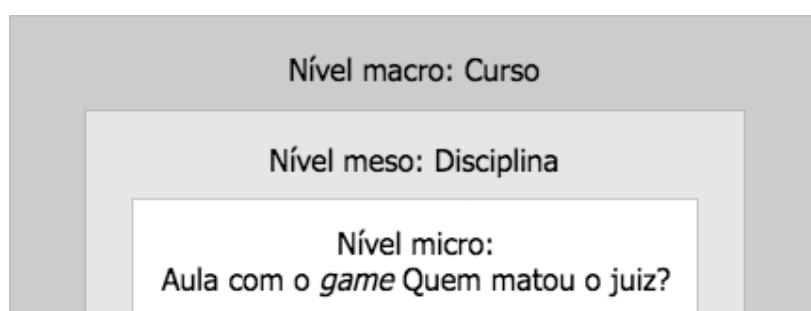 Nível macro: Curso
Nível meso: Disciplina
Nível micro:
Aula com o game Quem matou o juiz?